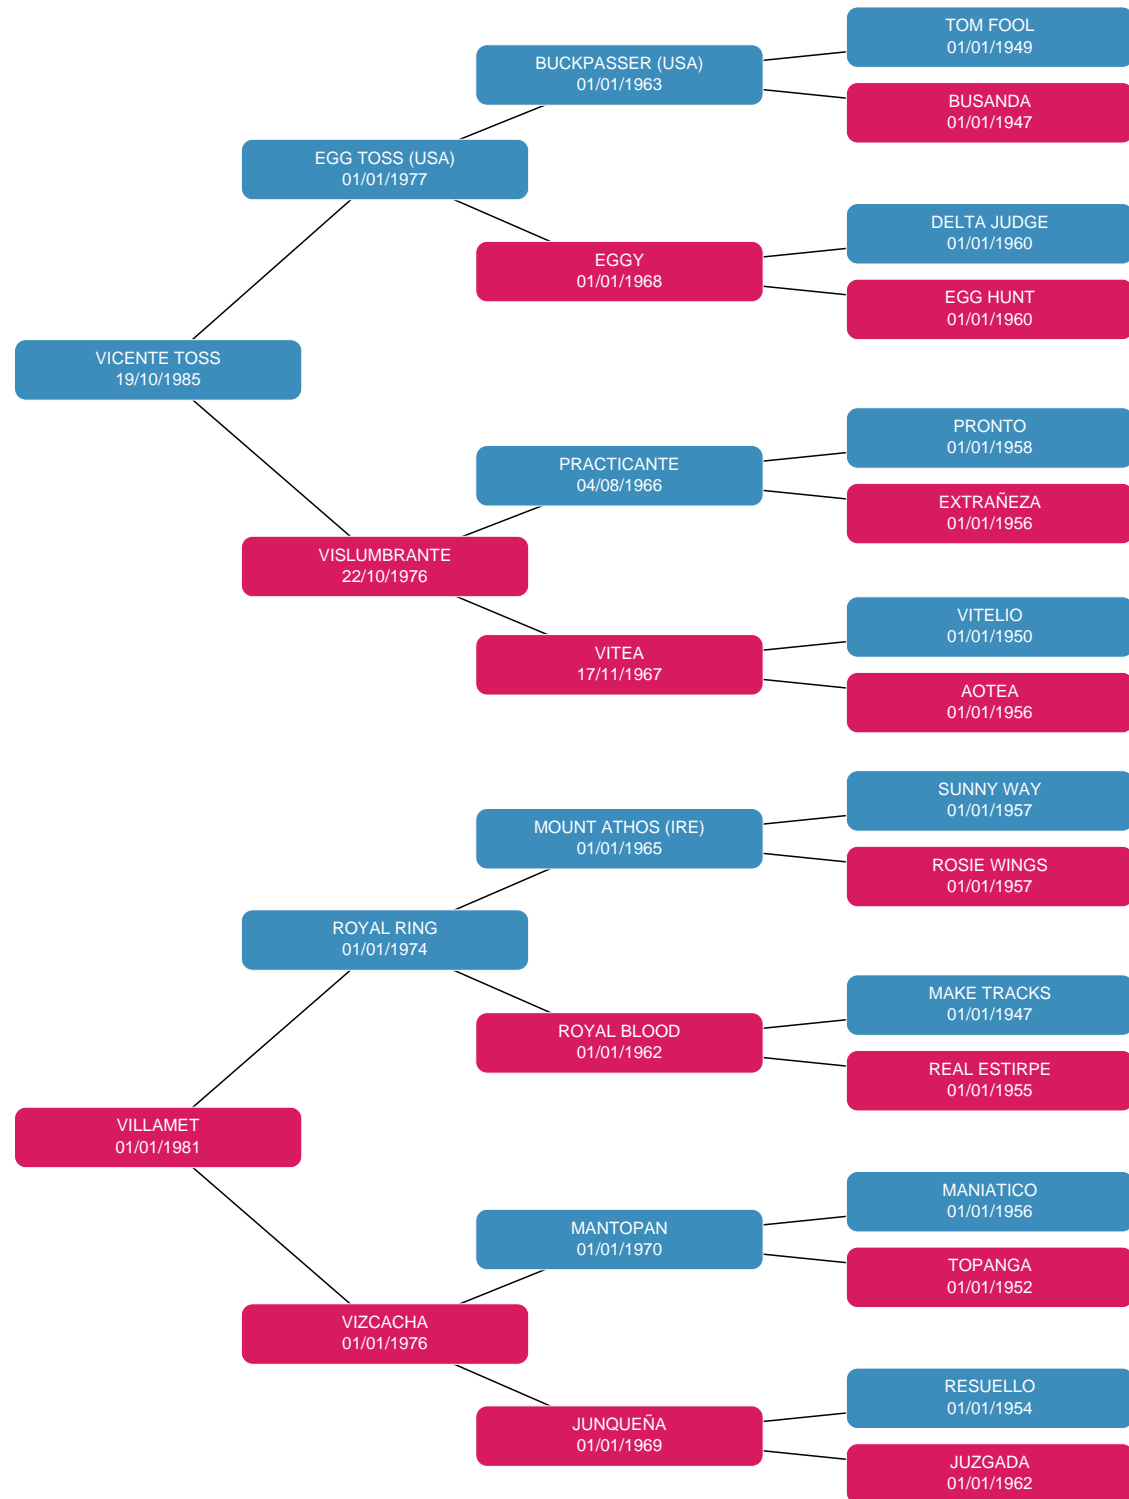 TOM FOOL
01/01/1949
BUCKPASSER (USA)
01/01/1963
BUSANDA
01/01/1947
EGG TOSS (USA)
01/01/1977
DELTA JUDGE
01/01/1960
EGGY
01/01/1968
EGG HUNT
01/01/1960
VICENTE TOSS
19/10/1985
PRONTO
01/01/1958
PRACTICANTE
04/08/1966
EXTRAÑEZA
01/01/1956
VISLUMBRANTE
22/10/1976
VITELIO
01/01/1950
VITEA
17/11/1967
AOTEA
01/01/1956
SUNNY WAY
01/01/1957
MOUNT ATHOS (IRE)
01/01/1965
ROSIE WINGS
01/01/1957
ROYAL RING
01/01/1974
MAKE TRACKS
01/01/1947
ROYAL BLOOD
01/01/1962
REAL ESTIRPE
01/01/1955
VILLAMET
01/01/1981
MANIATICO
01/01/1956
MANTOPAN
01/01/1970
TOPANGA
01/01/1952
VIZCACHA
01/01/1976
RESUELLO
01/01/1954
JUNQUEÑA
01/01/1969
JUZGADA
01/01/1962